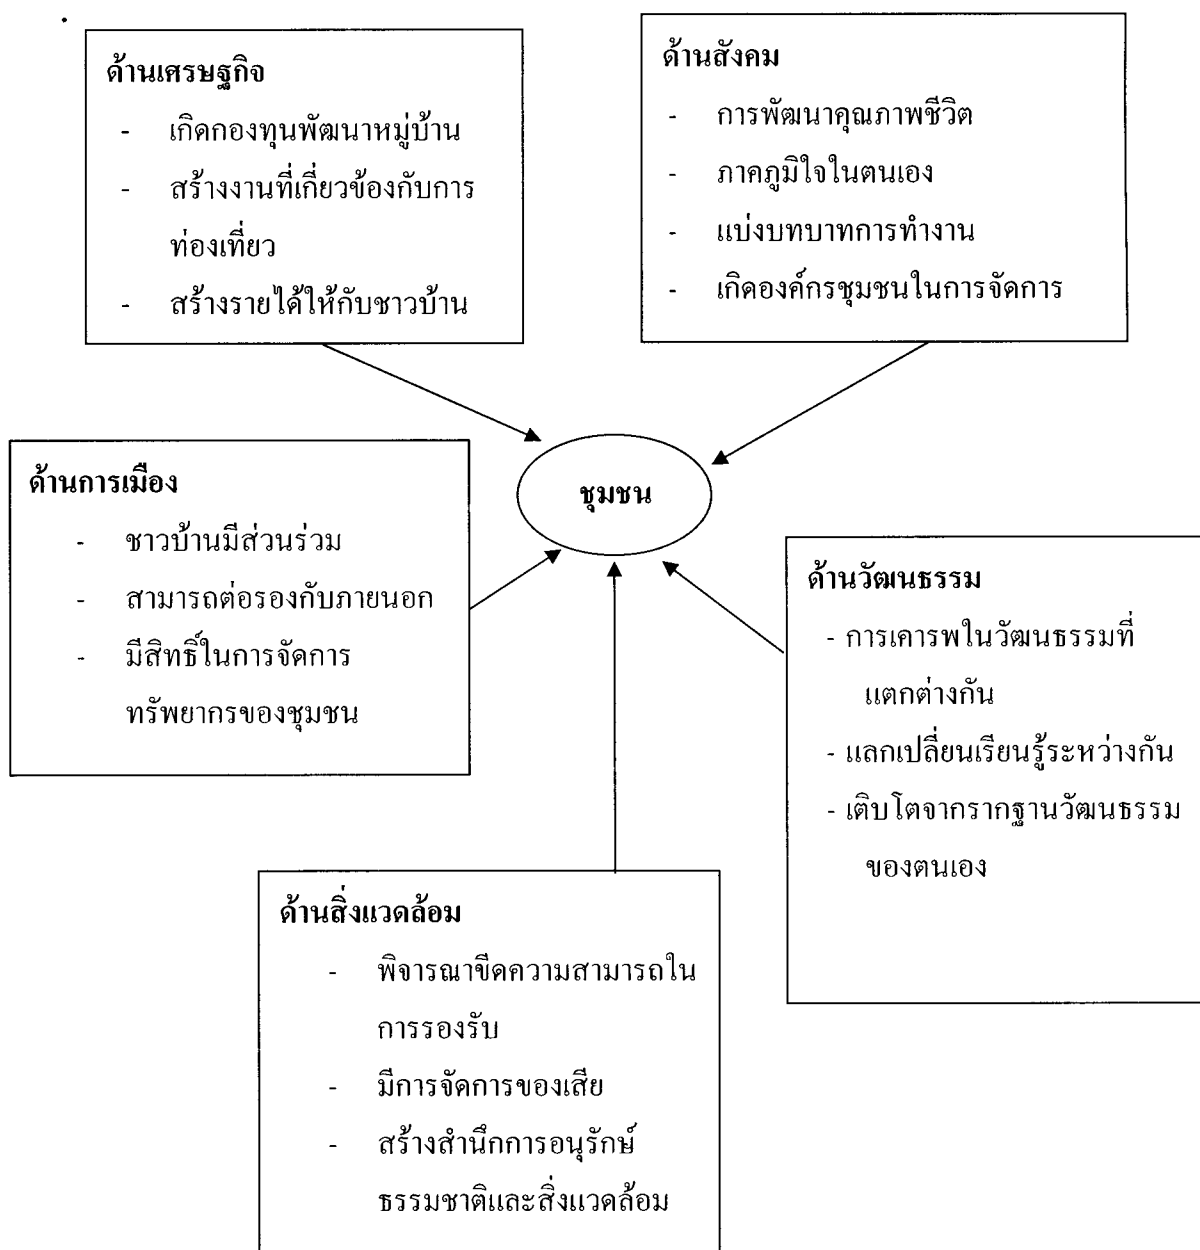 ด้านเศรษฐกิจ
- เกิดกองทุนพัฒนาหมู่บ้าน
- สร้างงานที่เกี่ยวข้องกับการ
ท่องเที่ยว
- สร้างรายได้ให้กับชาวบ้าน
ด้านสังคม
- การพัฒนาคุณภาพชีวิต
- ภาคภูมิใจในตนเอง
- แบ่งบทบาทการทำงาน
- เกิดองค์กรชุมชนในการจัดการ
ชุมชน
ด้านการเมือง
- ชาวบ้านมีส่วนร่วม
- สามารถต่อรองกับภายนอก
- มีสิทธิ์ในการจัดการ
ทรัพยากรของชุมชน
ด้านวัฒนธรรม
- การเคารพในวัฒนธรรมที่
แตกต่างกัน
- แลกเปลี่ยนเรียนรู้ระหว่างกัน
- เติบโตจากรากฐานวัฒนธรรม
ของตนเอง
ด้านสิ่งแวดล้อม
- พิจารณาขีดความสามารถใน
การรองรับ
- มีการจัดการของเสีย
- สร้างสำนึกการอนุรักษ์
ธรรมชาติและสิ่งแวดล้อม